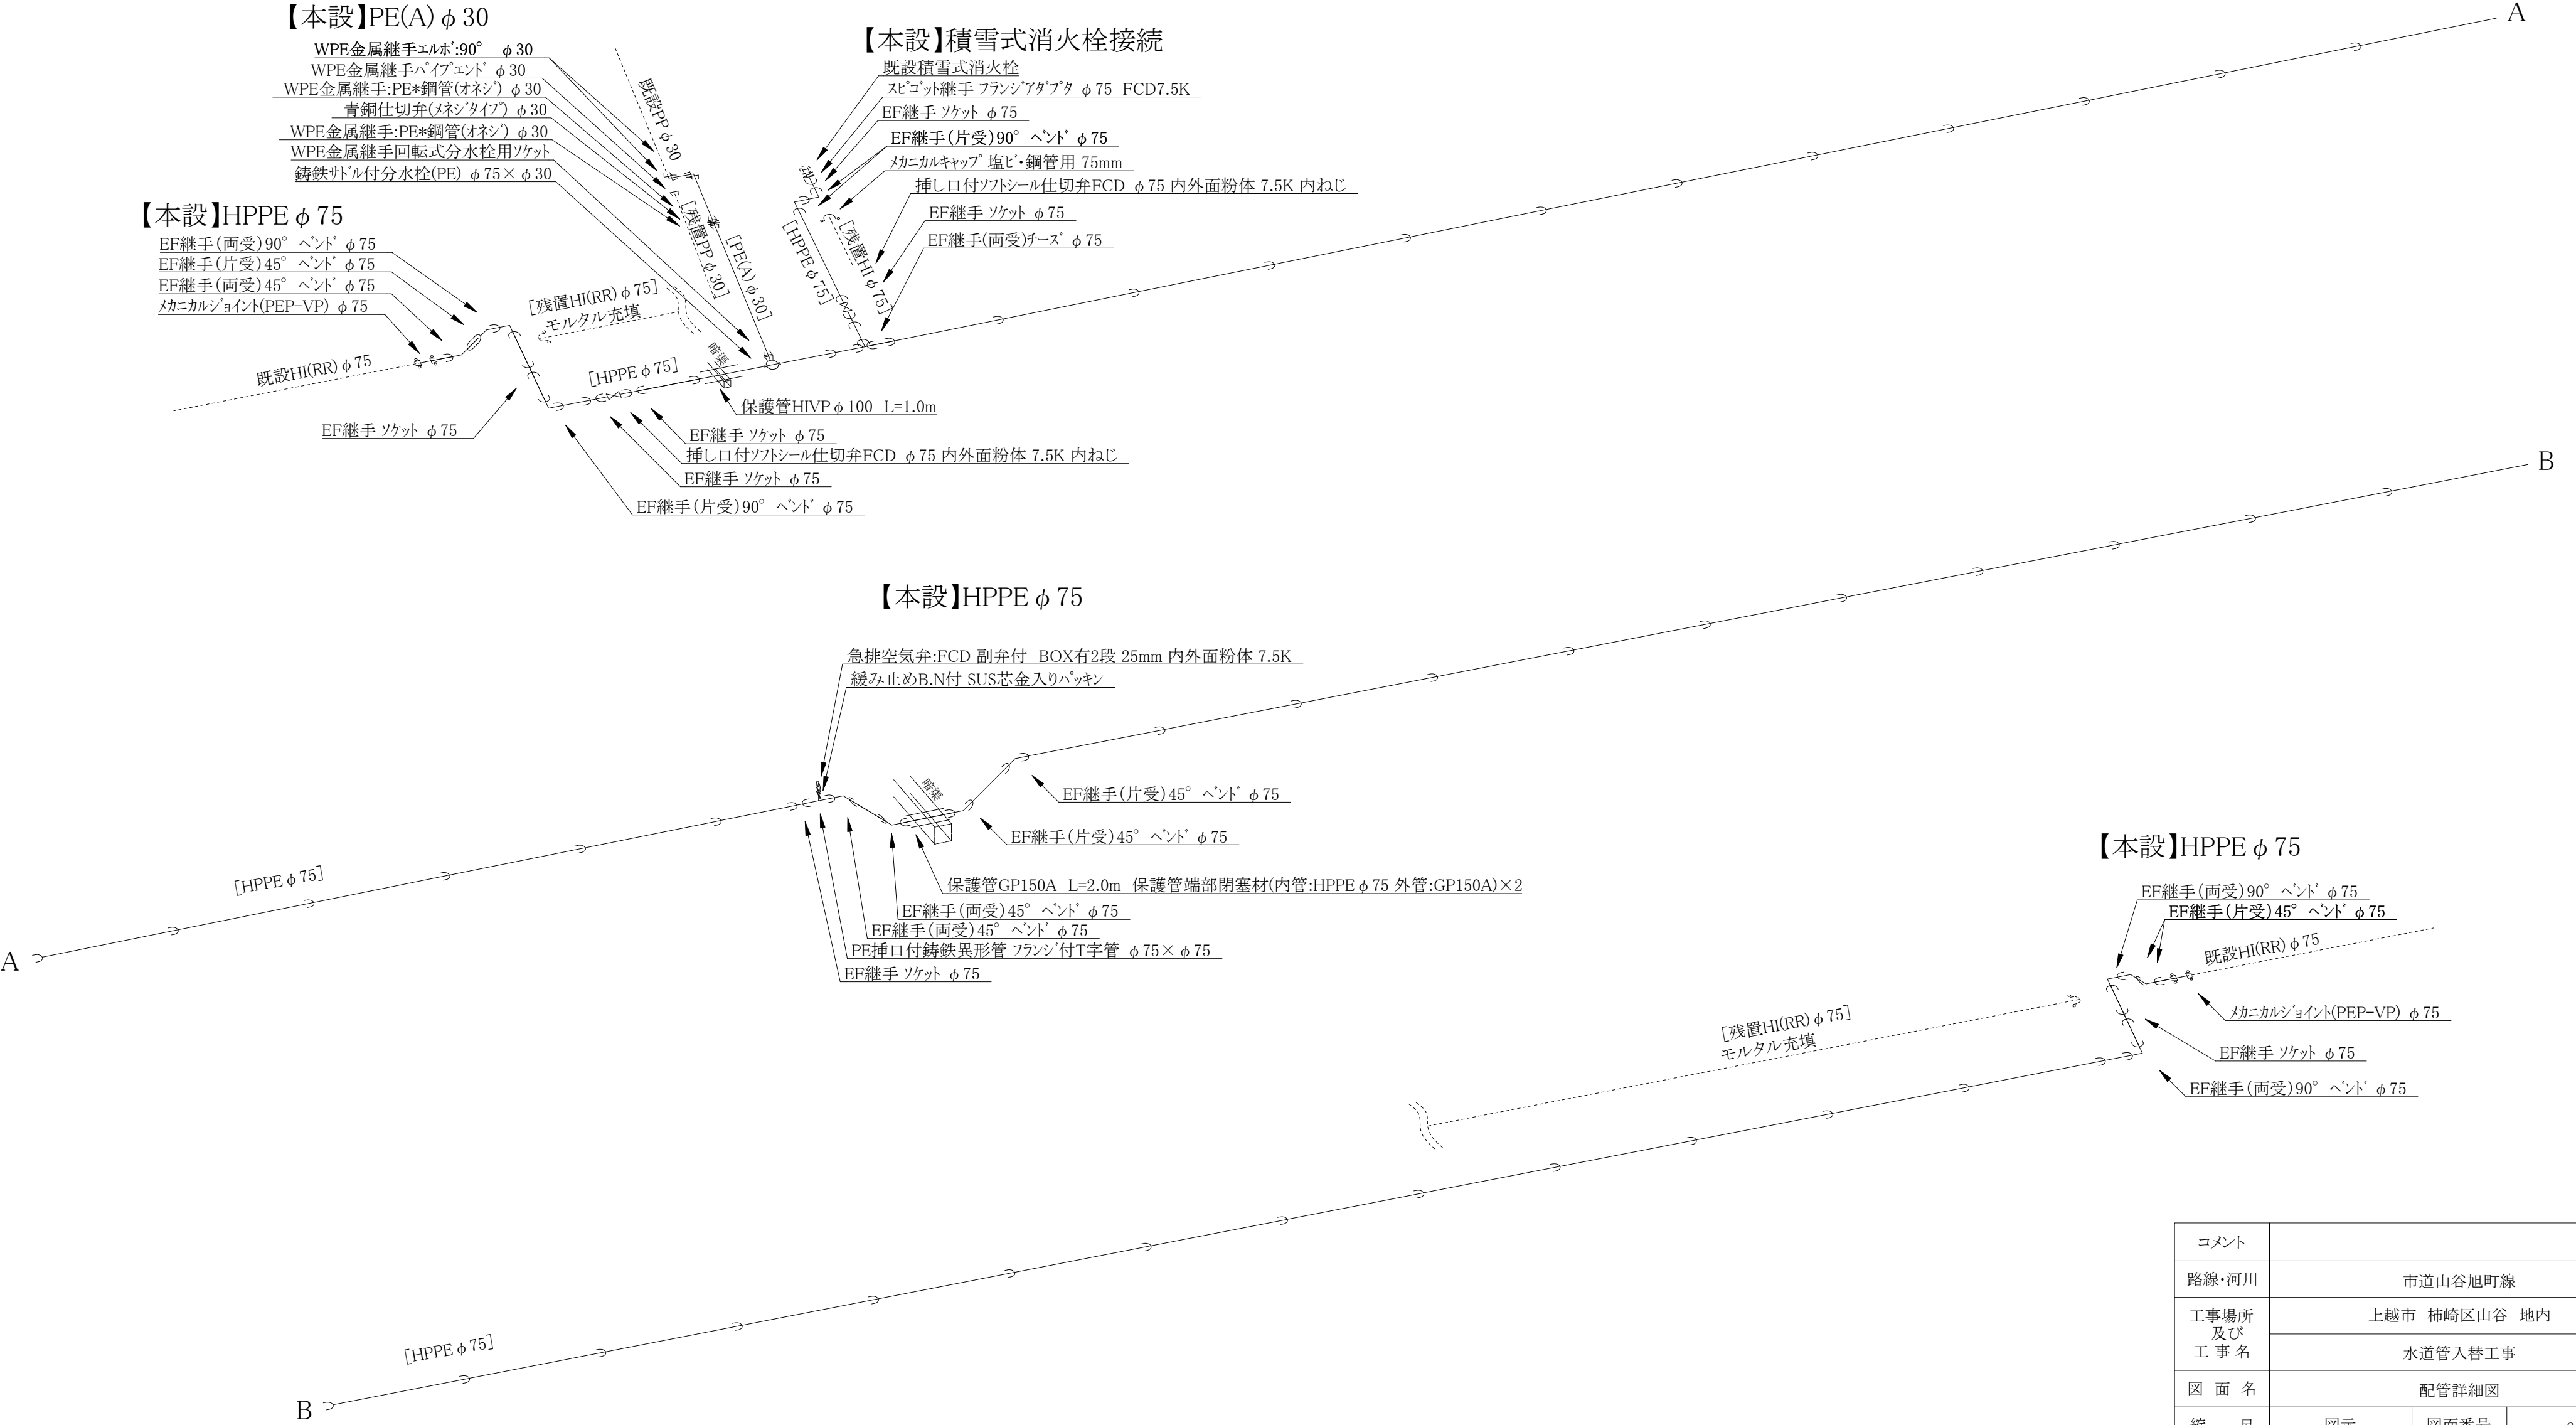 【本設】PE(A)φ30
WPE金属継手エルボ:90° φ30
WPE金属継手パイプエンド φ30
WPE金属継手:PE*鋼管(オネジ) φ30
青銅仕切弁(メネジタイプ) φ30
WPE金属継手:PE*鋼管(オネジ) φ30
WPE金属継手回転式分水栓用ソケット
鋳鉄サドル付分水栓(PE) φ75×φ30
既設PPφ30
[残置PPφ30]
[PE(A)φ30]
【本設】積雪式消火栓接続
既設積雪式消火栓
スピゴット継手 フランジアダプタ φ75 FCD7.5K
EF継手 ソケット φ75
EF継手(片受)90° ベンド φ75
メカニカルキャップ 塩ビ・鋼管用 75mm
挿し口付ソフトシール仕切弁FCD φ75 内外面粉体 7.5K 内ねじ
EF継手 ソケット φ75
EF継手(両受)チーズ φ75
[HPPEφ75]
[残置HIφ75]
A
【本設】HPPEφ75
EF継手(両受)90° ベンド φ75
EF継手(片受)45° ベンド φ75
EF継手(両受)45° ベンド φ75
メカニカルジョイント(PEP-VP) φ75
[残置HI(RR)φ75]
モルタル充填
既設HI(RR)φ75
[HPPEφ75]
暗渠
保護管HIVPφ100 L=1.0m
EF継手 ソケット φ75
EF継手 ソケット φ75
挿し口付ソフトシール仕切弁FCD φ75 内外面粉体 7.5K 内ねじ
EF継手 ソケット φ75
EF継手(片受)90° ベンド φ75
B
【本設】HPPEφ75
急排空気弁:FCD 副弁付 BOX有2段 25mm 内外面粉体 7.5K
緩み止めB.N付 SUS芯金入りパッキン
暗渠
EF継手(片受)45° ベンド φ75
EF継手(片受)45° ベンド φ75
保護管GP150A L=2.0m 保護管端部閉塞材(内管:HPPEφ75 外管:GP150A)×2
EF継手(両受)45° ベンド φ75
EF継手(両受)45° ベンド φ75
PE挿口付鋳鉄異形管 フランジ付T字管 φ75×φ75
EF継手 ソケット φ75
[HPPEφ75]
A
【本設】HPPEφ75
EF継手(両受)90° ベンド φ75
EF継手(片受)45° ベンド φ75
既設HI(RR)φ75
メカニカルジョイント(PEP-VP) φ75
EF継手 ソケット φ75
EF継手(両受)90° ベンド φ75
[残置HI(RR)φ75]
モルタル充填
[HPPEφ75]
B
コメント
路線・河川 市道山谷旭町線
工事場所
及び
工事名
上越市 柿崎区山谷 地内
水道管入替工事
図面名 配管詳細図